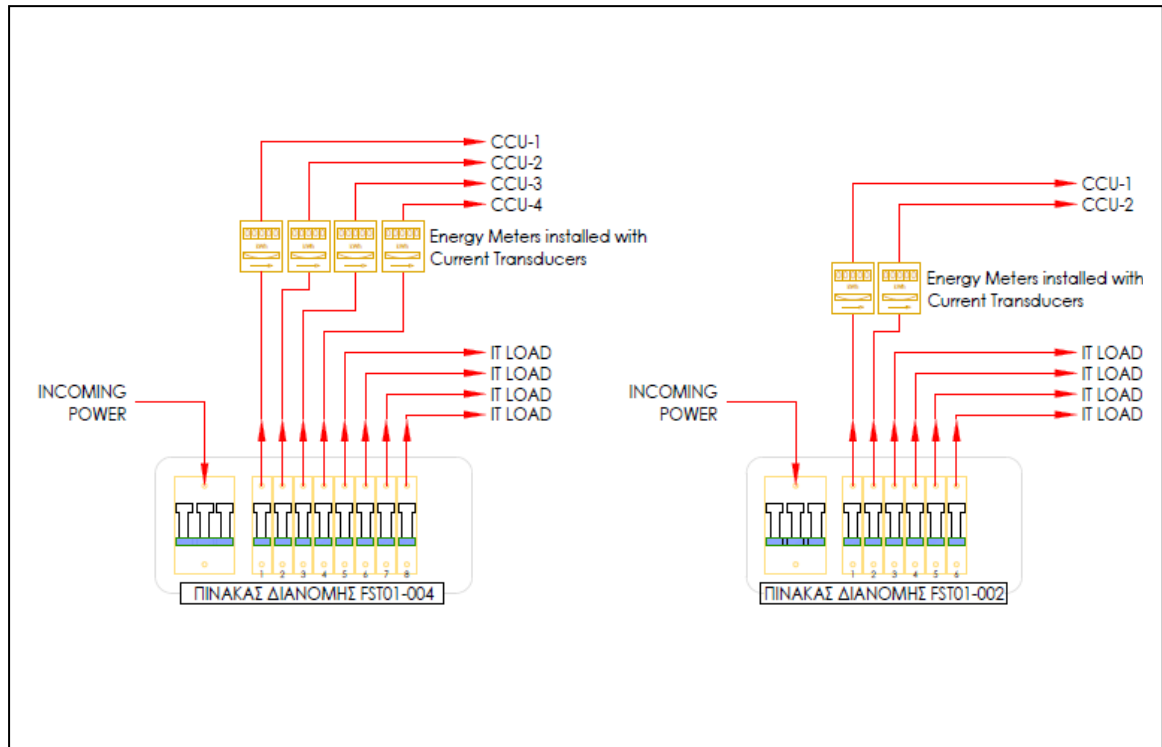 CCU-1
CCU-2
CCU-3
CCU-4
Energy Meters installed with
Current Transducers
IT LOAD
IT LOAD
IT LOAD
IT LOAD
INCOMING
POWER
1 2 3 4 5 6 7 8
ΠΙΝΑΚΑΣ ΔΙΑΝΟΜΗΣ FST01-004
CCU-1
CCU-2
Energy Meters installed with
Current Transducers
IT LOAD
IT LOAD
IT LOAD
IT LOAD
INCOMING
POWER
1 2 3 4 5 6
ΠΙΝΑΚΑΣ ΔΙΑΝΟΜΗΣ FST01-002